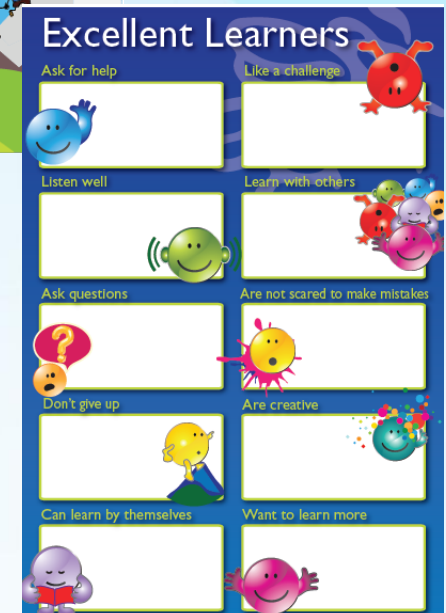 Excellent Learners
Ask for help
Like a challenge
Listen well
Learn with others
Ask questions
Are not scared to make mistakes
?
Don't give up
Are creative
Can learn by themselves
Want to learn more